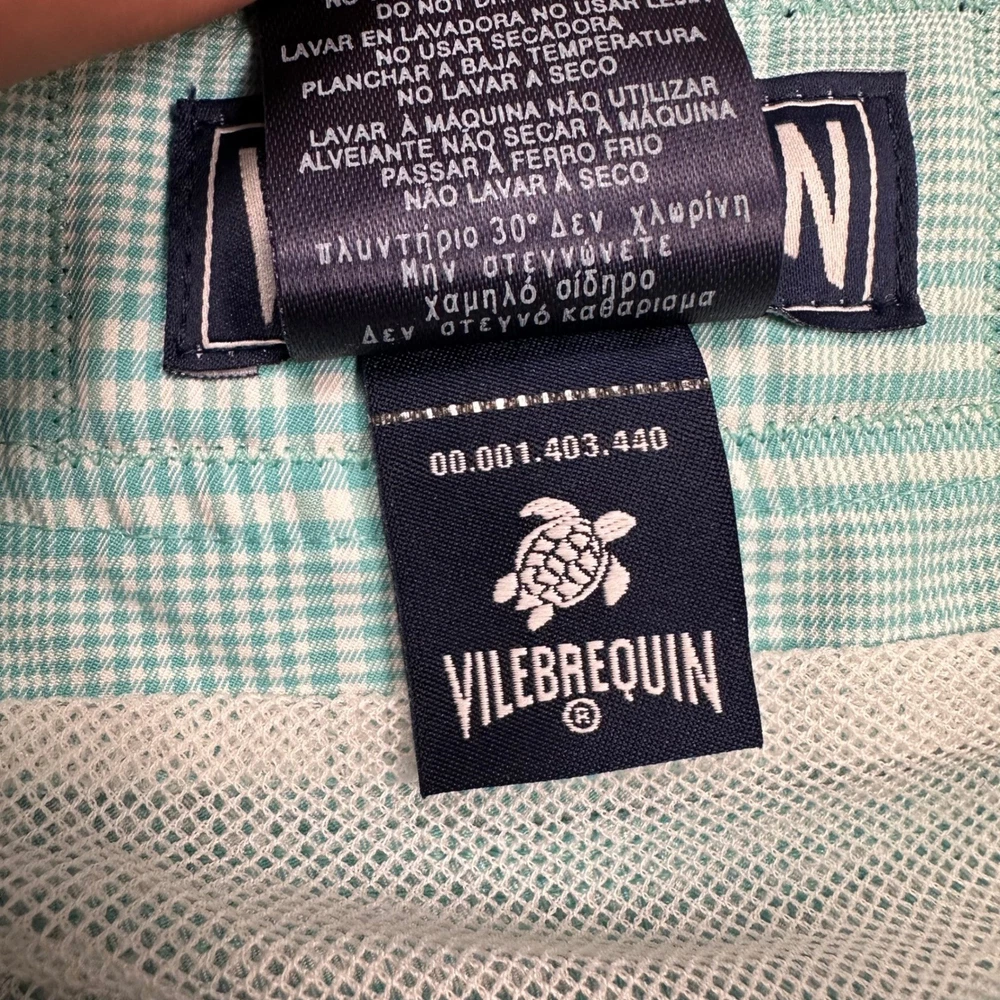 DO NOT
LAVAR EN LAVADORA NO USAR
NO USAR SECADORA
PLANCHAR A BAJA TEMPERATURA
NO LAVAR A SECO
LAVAR À MÁQUINA NÃO UTILIZAR
ALVEIANTE NÃO SECAR À MÁQUINA
PASSAR À FERRO FRIO
NÃO LAVAR À SECO
πλυντήριο 30° Δεν χλωρίνη
Μην στεγνώνετε
χαμηλό σίδηρο
Δεν στεγνό καθαρισμα
N
00.001.403.440
VILEBREQUIN
®